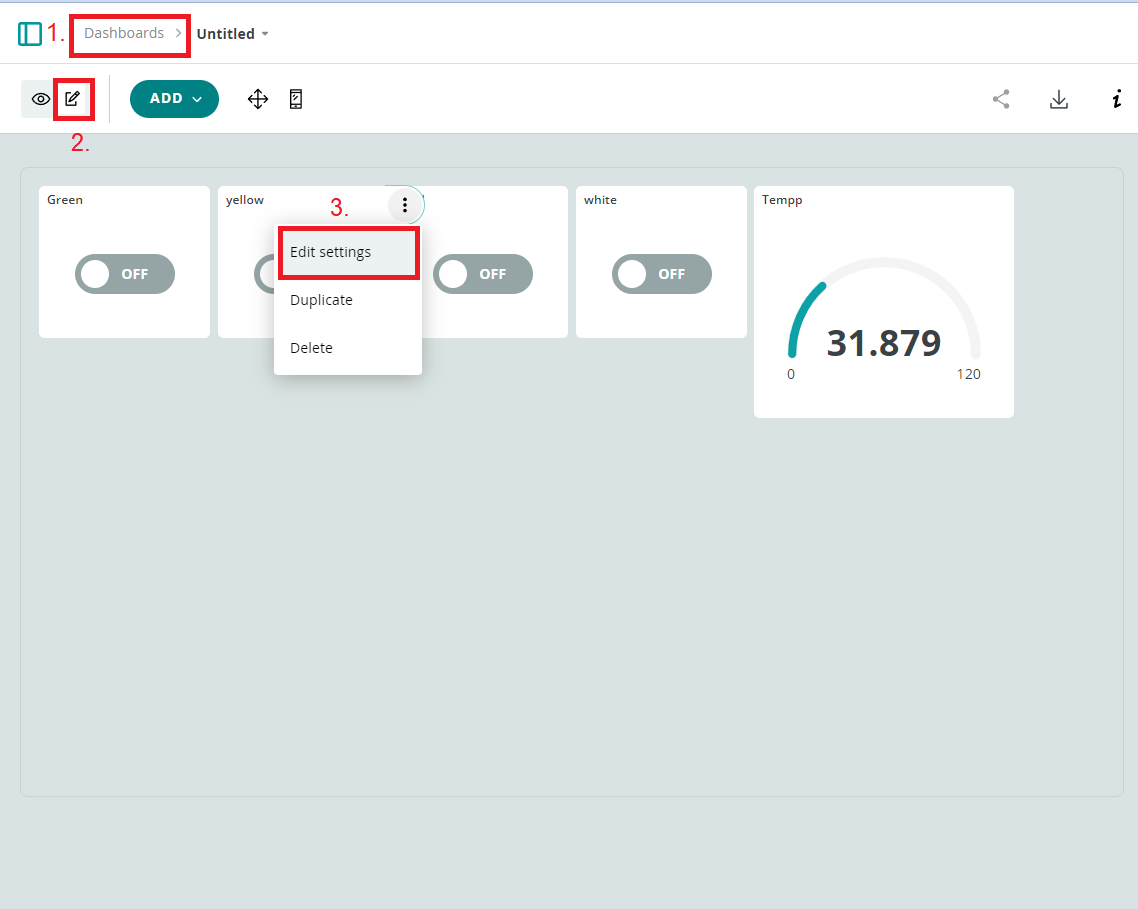 1. Dashboards > Untitled
ADD
i
2.
Green
yellow
3.
white
Tempp
Edit settings
OFF
OFF
OFF
Duplicate
31.879
Delete
0
120